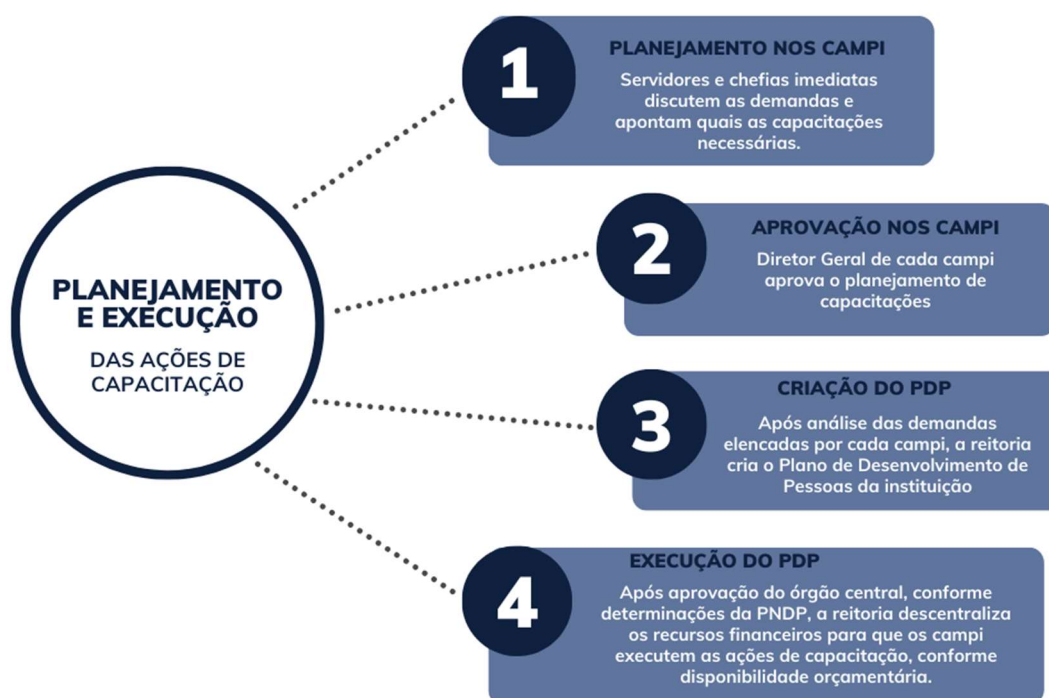 PLANEJAMENTO
E EXECUÇÃO
DAS AÇÕES DE
CAPACITAÇÃO
1
PLANEJAMENTO NOS CAMPI
Servidores e chefias imediatas
discutem as demandas e
apontam quais as capacitações
necessárias.
2
APROVAÇÃO NOS CAMPI
Diretor Geral de cada campi
aprova o planejamento de
capacitações
3
CRIAÇÃO DO PDP
Após análise das demandas
elencadas por cada campi, a reitoria
cria o Plano de Desenvolvimento de
Pessoas da instituição
4
EXECUÇÃO DO PDP
Após aprovação do órgão central, conforme
determinações da PNDP, a reitoria descentraliza
os recursos financeiros para que os campi
executem as ações de capacitação, conforme
disponibilidade orçamentária.